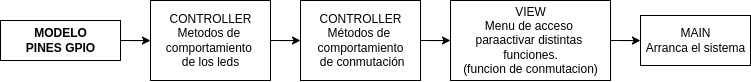 MODELO
PINES GPIO
CONTROLLER
Metodos de
comportamiento
de los leds
CONTROLLER
Métodos de
comportamiento
de conmutación
VIEW
Menu de acceso
paraactivar distintas
funciones.
(funcion de conmutacion)
MAIN
Arranca el sistema